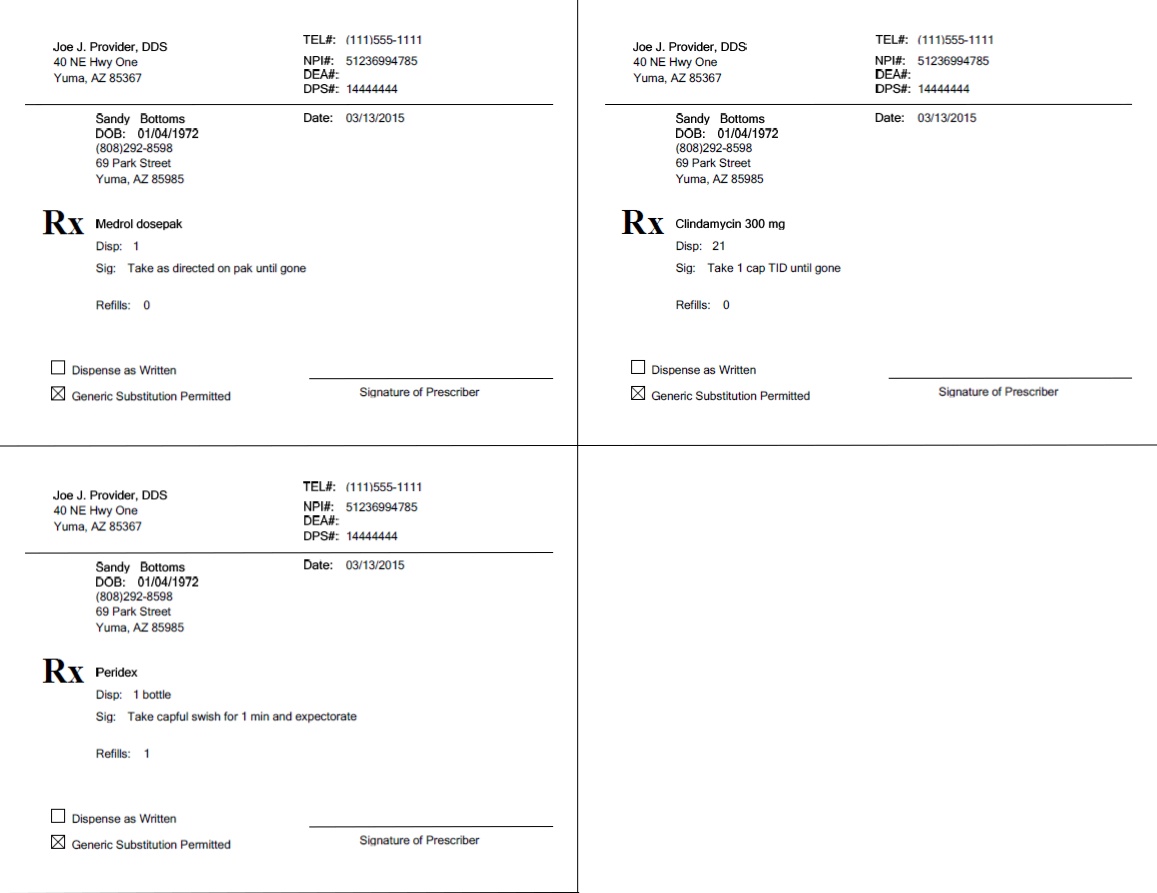 Joe J. Provider, DDS
40 NE Hwy One
Yuma, AZ 85367
TEL#: (111)555-1111
NPI#: 51236994785
DEA#:
DPS#: 14444444
Sandy Bottoms
DOB: 01/04/1972
(808)292-8598
69 Park Street
Yuma, AZ 85985
Date: 03/13/2015
Rx Medrol dosepak
Disp: 1
Sig: Take as directed on pak until gone
Refills: 0
Dispense as Written
Generic Substitution Permitted
Signature of Prescriber
Joe J. Provider, DDS
40 NE Hwy One
Yuma, AZ 85367
TEL#: (111)555-1111
NPI#: 51236994785
DEA#:
DPS#: 14444444
Sandy Bottoms
DOB: 01/04/1972
(808)292-8598
69 Park Street
Yuma, AZ 85985
Date: 03/13/2015
Rx Clindamycin 300 mg
Disp: 21
Sig: Take 1 cap TID until gone
Refills: 0
Dispense as Written
Generic Substitution Permitted
Signature of Prescriber
Joe J. Provider, DDS
40 NE Hwy One
Yuma, AZ 85367
TEL#: (111)555-1111
NPI#: 51236994785
DEA#:
DPS#: 14444444
Sandy Bottoms
DOB: 01/04/1972
(808)292-8598
69 Park Street
Yuma, AZ 85985
Date: 03/13/2015
Rx Peridex
Disp: 1 bottle
Sig: Take capful swish for 1 min and expectorate
Refills: 1
Dispense as Written
Generic Substitution Permitted
Signature of Prescriber